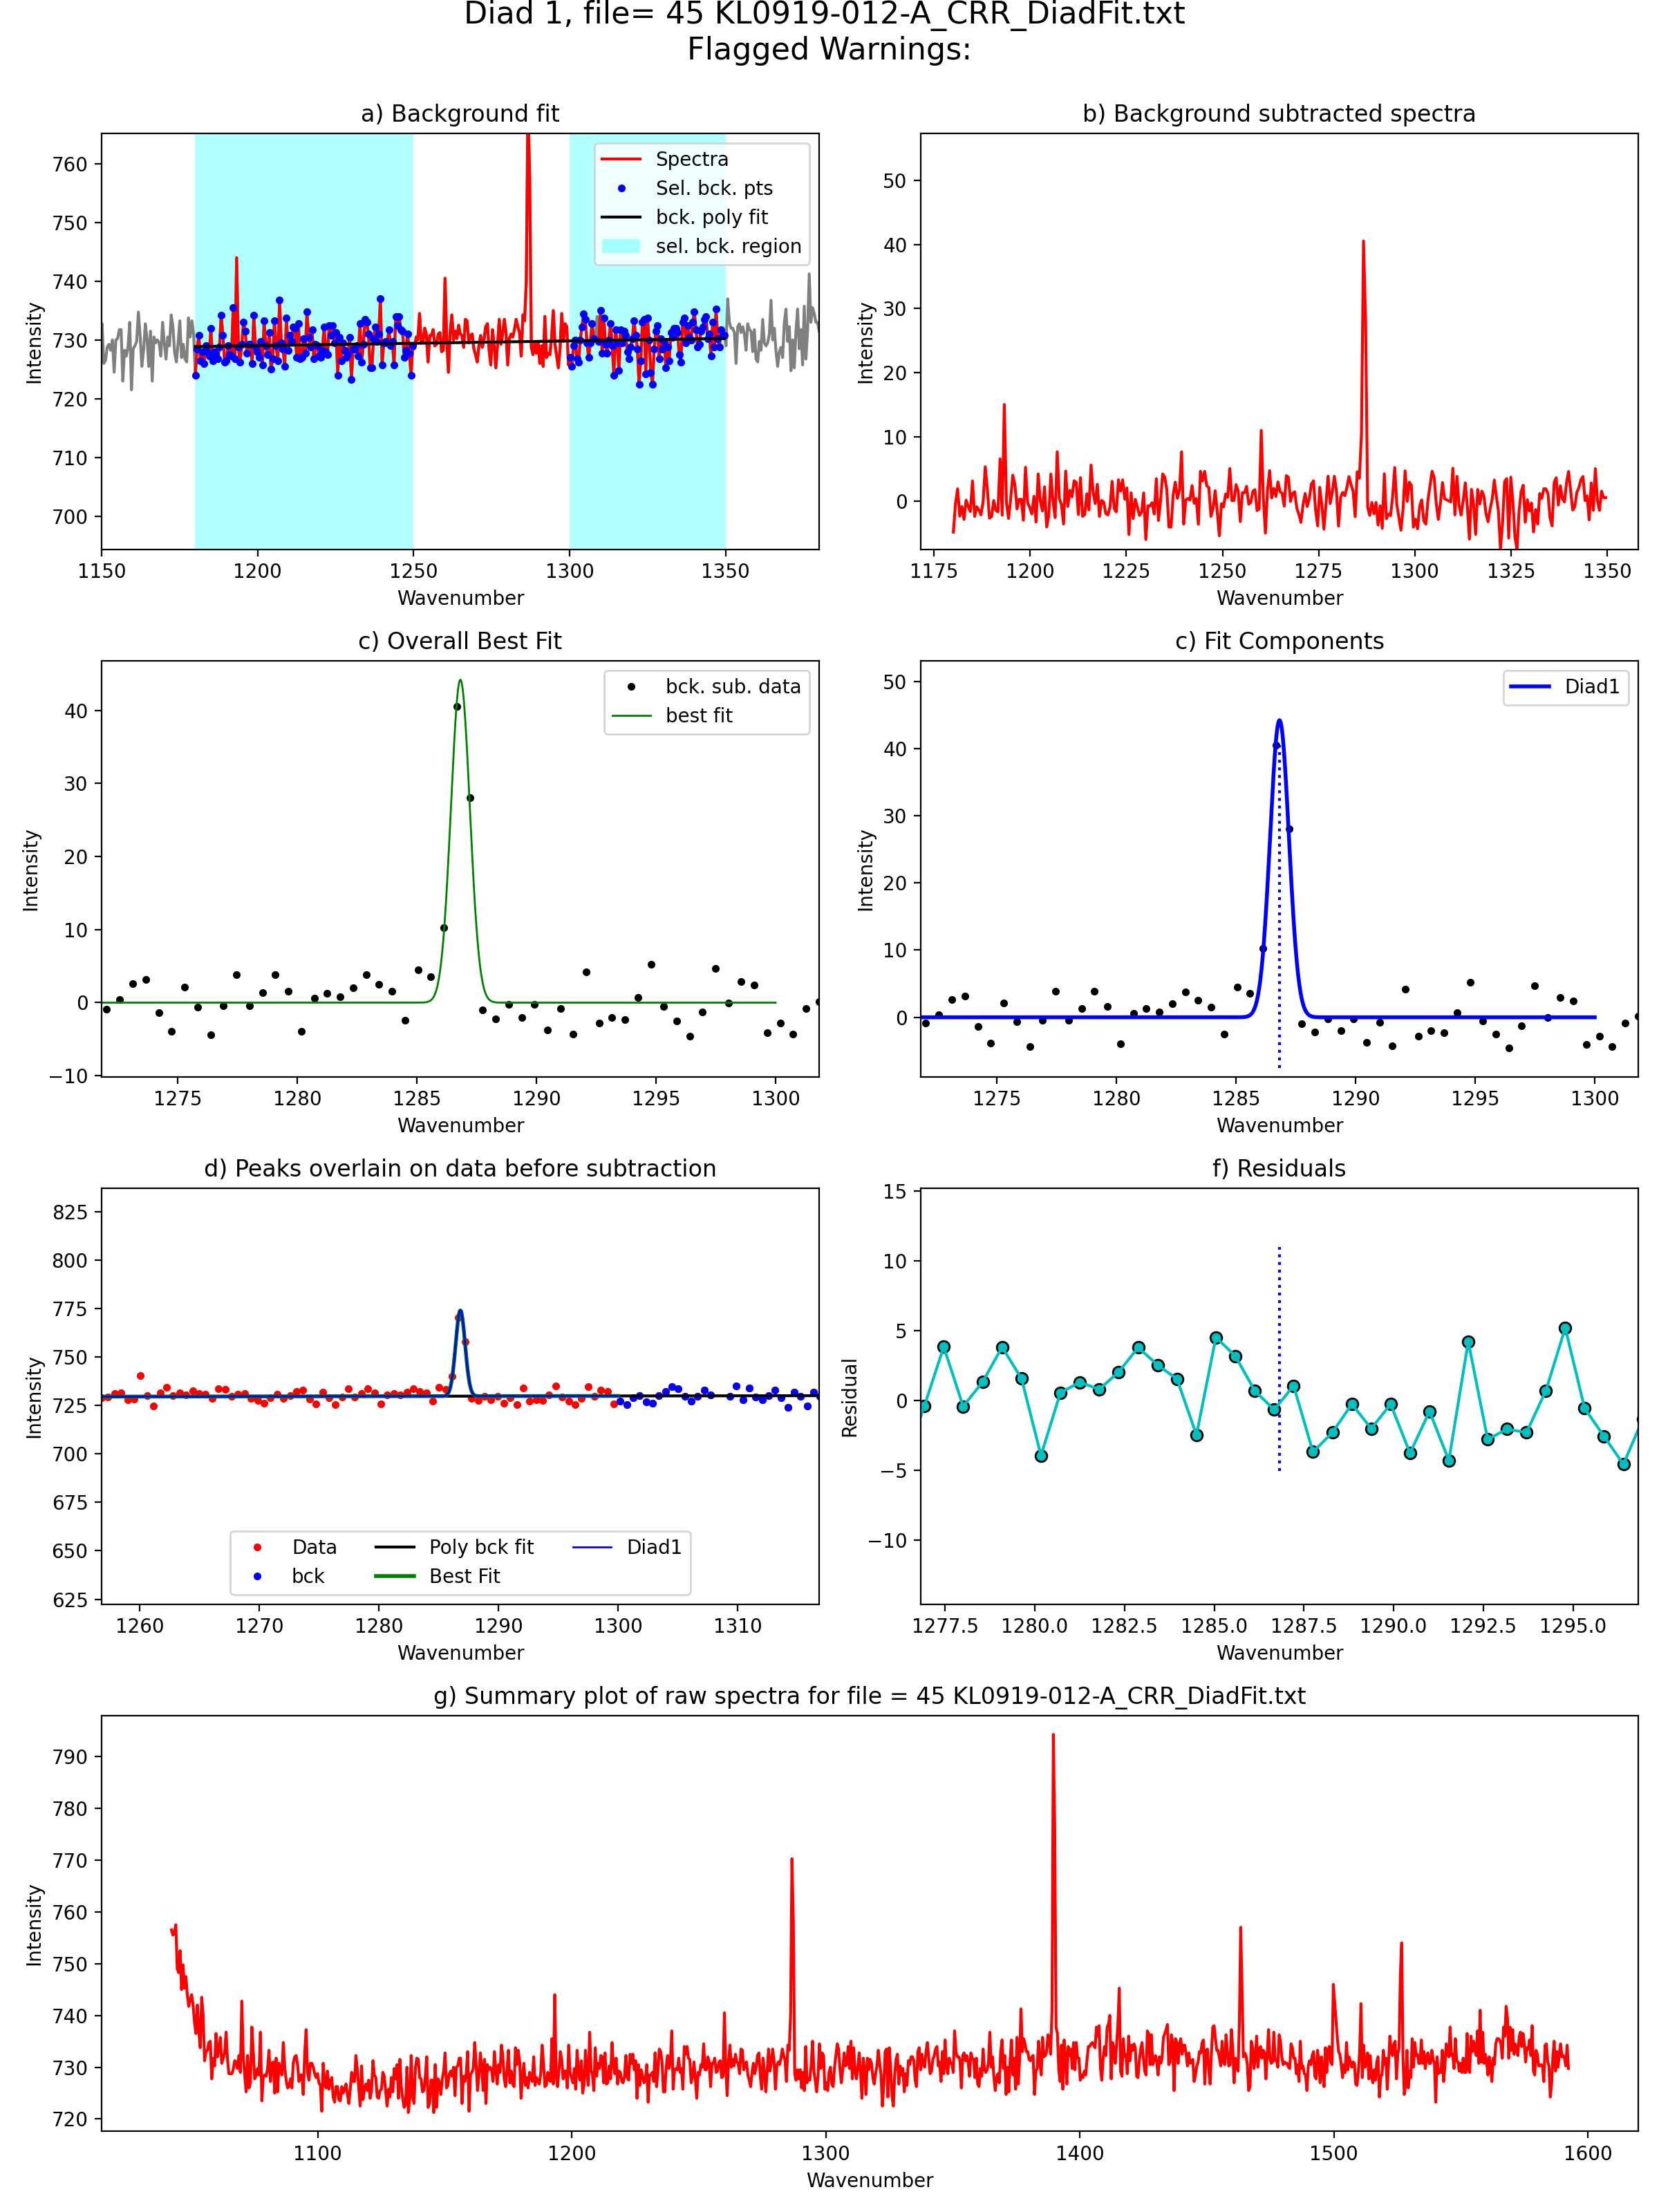 Diad 1, file= 45 KL0919-012-A_CRR_DiadFit.txt
Flagged Warnings:
a) Background fit
760
750
740
730
720
710
700
Intensity
1150 1200 1250 1300 1350
Wavenumber
Spectra
Sel. bck. pts
bck. poly fit
sel. bck. region
b) Background subtracted spectra
50
40
30
20
10
0
Intensity
1175 1200 1225 1250 1275 1300 1325 1350
Wavenumber
c) Overall Best Fit
40
30
20
10
0
−10
Intensity
1275 1280 1285 1290 1295 1300
Wavenumber
bck. sub. data
best fit
c) Fit Components
50
40
30
20
10
0
Intensity
1275 1280 1285 1290 1295 1300
Wavenumber
Diad1
d) Peaks overlain on data before subtraction
825
800
775
750
725
700
675
650
625
Intensity
1260 1270 1280 1290 1300 1310
Wavenumber
Data Poly bck fit Diad1
bck Best Fit
f) Residuals
15
10
5
0
−5
−10
Residual
1277.5 1280.0 1282.5 1285.0 1287.5 1290.0 1292.5 1295.0
Wavenumber
g) Summary plot of raw spectra for file = 45 KL0919-012-A_CRR_DiadFit.txt
790
780
770
760
750
740
730
720
Intensity
1100 1200 1300 1400 1500 1600
Wavenumber